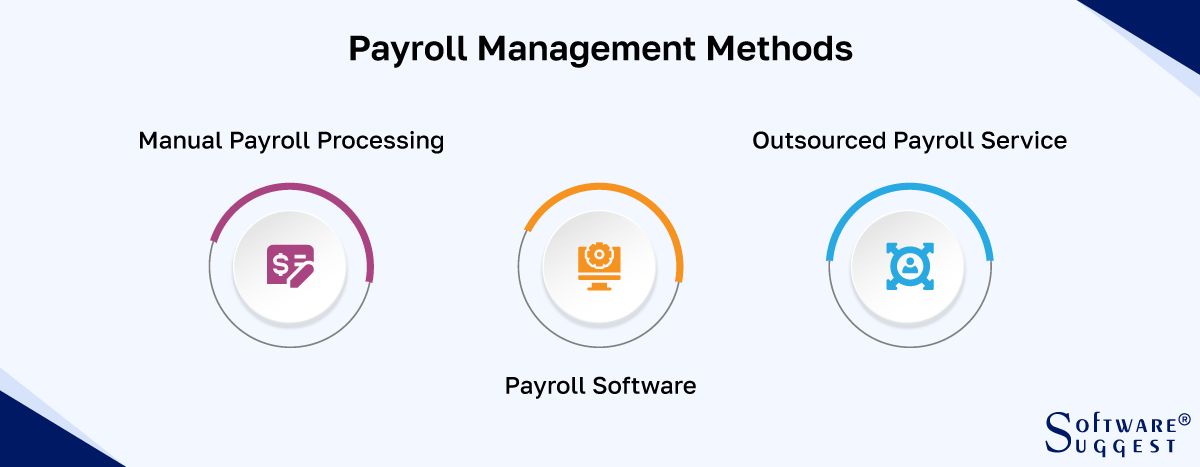 Payroll Management Methods
Manual Payroll Processing
Outsourced Payroll Service
$
Payroll Software
SOFTWARE®
SUGGEST